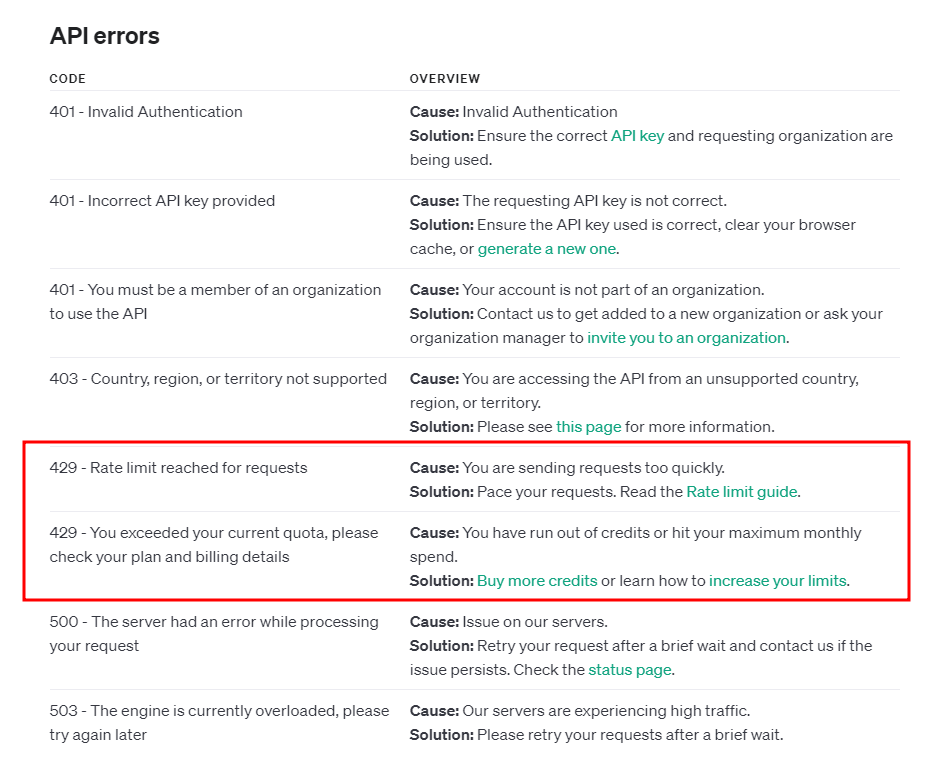 API errors
CODE OVERVIEW
401 - Invalid Authentication
Cause: Invalid Authentication
Solution: Ensure the correct API key and requesting organization are
being used.
401 - Incorrect API key provided
Cause: The requesting API key is not correct.
Solution: Ensure the API key used is correct, clear your browser
cache, or generate a new one.
401 - You must be a member of an organization
to use the API
Cause: Your account is not part of an organization.
Solution: Contact us to get added to a new organization or ask your
organization manager to invite you to an organization.
403 - Country, region, or territory not supported
Cause: You are accessing the API from an unsupported country,
region, or territory.
Solution: Please see this page for more information.
429 - Rate limit reached for requests
Cause: You are sending requests too quickly.
Solution: Pace your requests. Read the Rate limit guide.
429 - You exceeded your current quota, please
check your plan and billing details
Cause: You have run out of credits or hit your maximum monthly
spend.
Solution: Buy more credits or learn how to increase your limits.
500 - The server had an error while processing
your request
Cause: Issue on our servers.
Solution: Retry your request after a brief wait and contact us if the
issue persists. Check the status page.
503 - The engine is currently overloaded, please
try again later
Cause: Our servers are experiencing high traffic.
Solution: Please retry your requests after a brief wait.